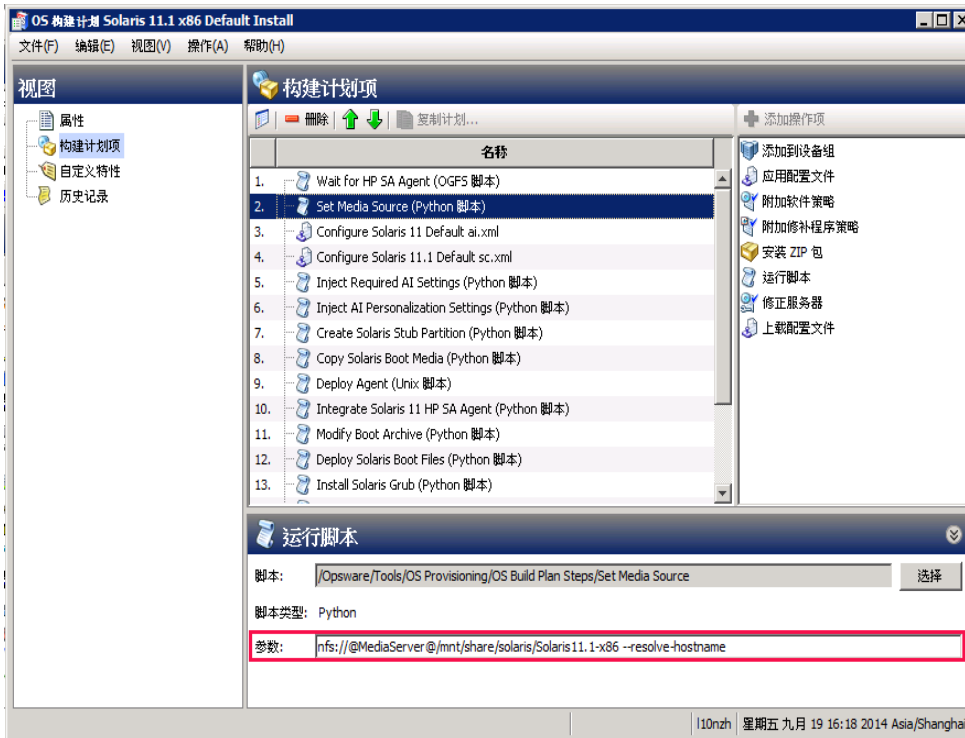 OS 构建计划 Solaris 11.1 x86 Default Install
文件(F) 编辑(E) 视图(V) 操作(A) 帮助(H)
视图
属性
构建计划项
自定义特性
历史记录
构建计划项
删除 复制计划...
名称
1. Wait for HP SA Agent (OGFS 脚本)
2. Set Media Source (Python 脚本)
3. Configure Solaris 11 Default ai.xml
4. Configure Solaris 11.1 Default sc.xml
5. Inject Required AI Settings (Python 脚本)
6. Inject AI Personalization Settings (Python 脚本)
7. Create Solaris Stub Partition (Python 脚本)
8. Copy Solaris Boot Media (Python 脚本)
9. Deploy Agent (Unix 脚本)
10. Integrate Solaris 11 HP SA Agent (Python 脚本)
11. Modify Boot Archive (Python 脚本)
12. Deploy Solaris Boot Files (Python 脚本)
13. Install Solaris Grub (Python 脚本)
添加操作项
添加到设备组
应用配置文件
附加软件策略
附加修补程序策略
安装 ZIP 包
运行脚本
修正服务器
上载配置文件
运行脚本
脚本: /Opsware/Tools/OS Provisioning/OS Build Plan Steps/Set Media Source 选择
脚本类型: Python
参数: nfs://@MediaServer@/mnt/share/solaris/Solaris11.1-x86 --resolve-hostname
l10nzh 星期五 九月 19 16:18 2014 Asia/Shanghai